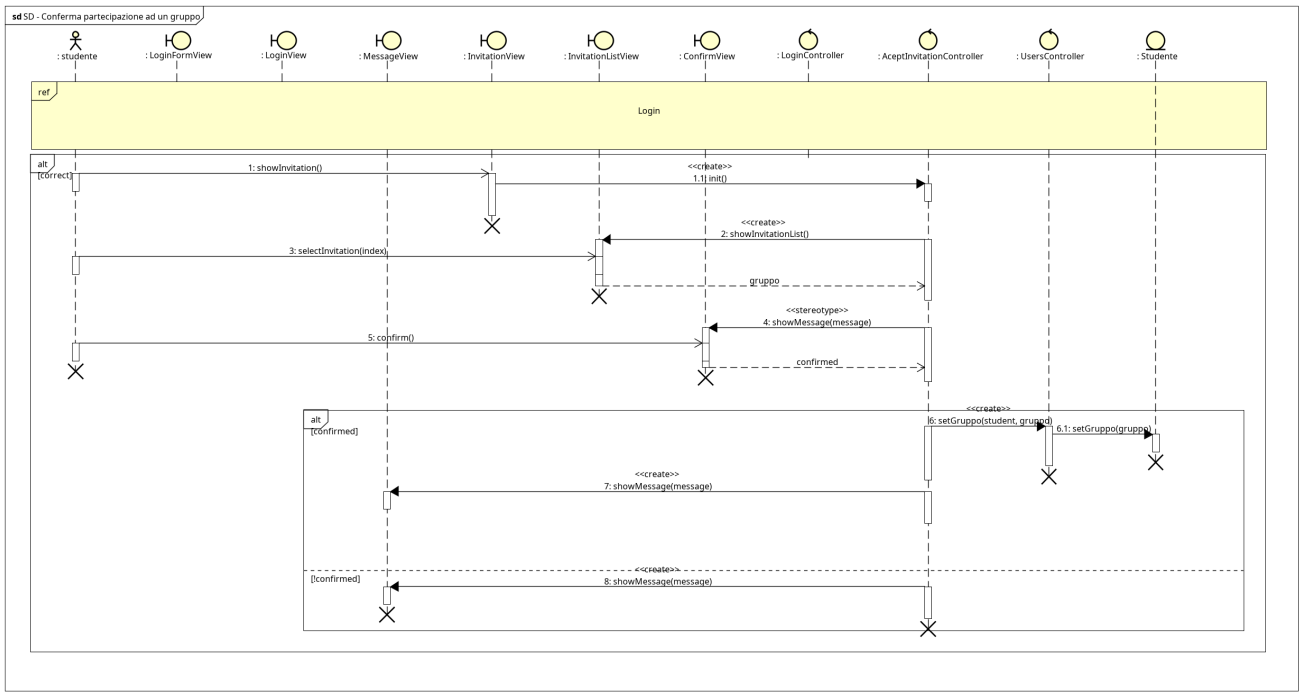 sd SD - Conferma partecipazione ad un gruppo
: studente
: LoginFormView
: LoginView
: MessageView
: InvitationView
: InvitationListView
: ConfirmView
: LoginController
: AceptInvitationController
: UsersController
: Studente
ref
Login
alt
[correct]
1: showInvitation()
<<create>>
1.1: init()
<<create>>
2: showInvitationList()
3: selectInvitation(index)
gruppo
<<stereotype>>
4: showMessage(message)
5: confirm()
confirmed
alt
[confirmed]
<<create>>
6: setGruppo(student, gruppo)
6.1: setGruppo(gruppo)
<<create>>
7: showMessage(message)
[!confirmed]
<<create>>
8: showMessage(message)